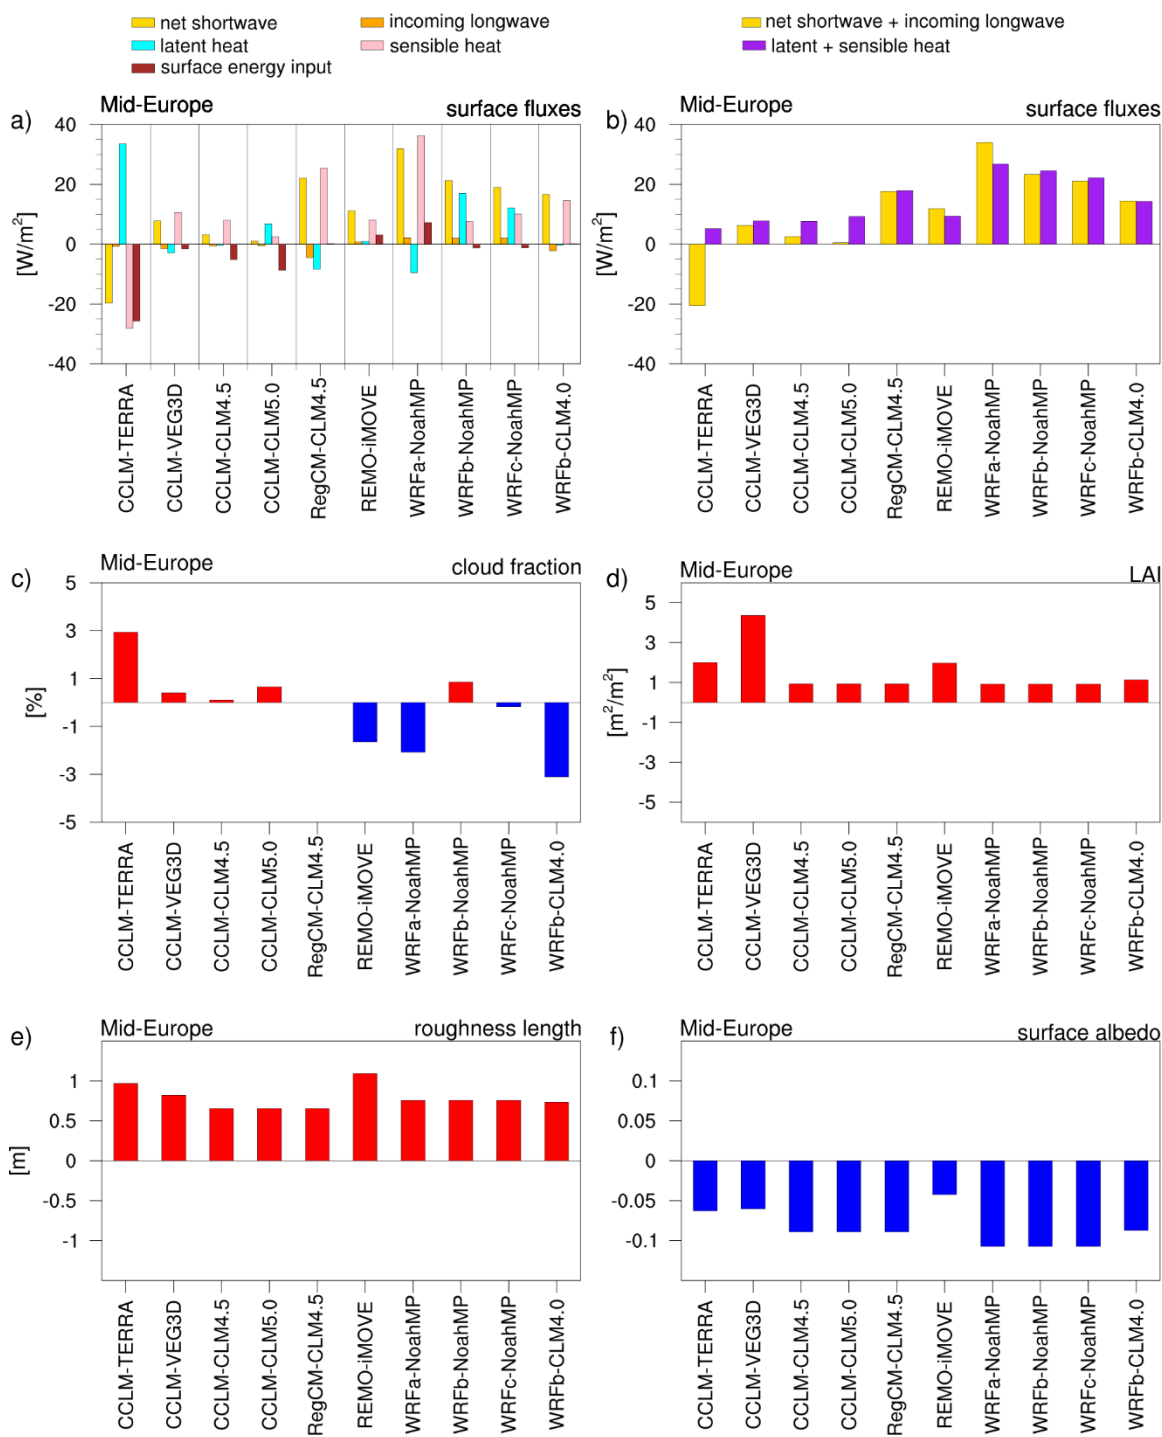 net shortwave
incoming longwave
net shortwave + incoming longwave
latent heat
sensible heat
latent + sensible heat
surface energy input
a)
Mid-Europe
surface fluxes
40
20
0
-20
-40
[W/m²]
CCLM-TERRA
CCLM-VEG3D
CCLM-CLM4.5
CCLM-CLM5.0
RegCM-CLM4.5
REMO-iMOVE
WRFa-NoahMP
WRFb-NoahMP
WRFc-NoahMP
WRFb-CLM4.0
b)
Mid-Europe
surface fluxes
40
20
0
-20
-40
[W/m²]
CCLM-TERRA
CCLM-VEG3D
CCLM-CLM4.5
CCLM-CLM5.0
RegCM-CLM4.5
REMO-iMOVE
WRFa-NoahMP
WRFb-NoahMP
WRFc-NoahMP
WRFb-CLM4.0
c)
Mid-Europe
cloud fraction
5
3
1
-1
-3
-5
[%]
CCLM-TERRA
CCLM-VEG3D
CCLM-CLM4.5
CCLM-CLM5.0
RegCM-CLM4.5
REMO-iMOVE
WRFa-NoahMP
WRFb-NoahMP
WRFc-NoahMP
WRFb-CLM4.0
d)
Mid-Europe
LAI
5
3
1
-1
-3
-5
[m²/m²]
CCLM-TERRA
CCLM-VEG3D
CCLM-CLM4.5
CCLM-CLM5.0
RegCM-CLM4.5
REMO-iMOVE
WRFa-NoahMP
WRFb-NoahMP
WRFc-NoahMP
WRFb-CLM4.0
e)
Mid-Europe
roughness length
1
0.5
0
-0.5
-1
[m]
CCLM-TERRA
CCLM-VEG3D
CCLM-CLM4.5
CCLM-CLM5.0
RegCM-CLM4.5
REMO-iMOVE
WRFa-NoahMP
WRFb-NoahMP
WRFc-NoahMP
WRFb-CLM4.0
f)
Mid-Europe
surface albedo
0.1
0.05
0
-0.05
-0.1
CCLM-TERRA
CCLM-VEG3D
CCLM-CLM4.5
CCLM-CLM5.0
RegCM-CLM4.5
REMO-iMOVE
WRFa-NoahMP
WRFb-NoahMP
WRFc-NoahMP
WRFb-CLM4.0